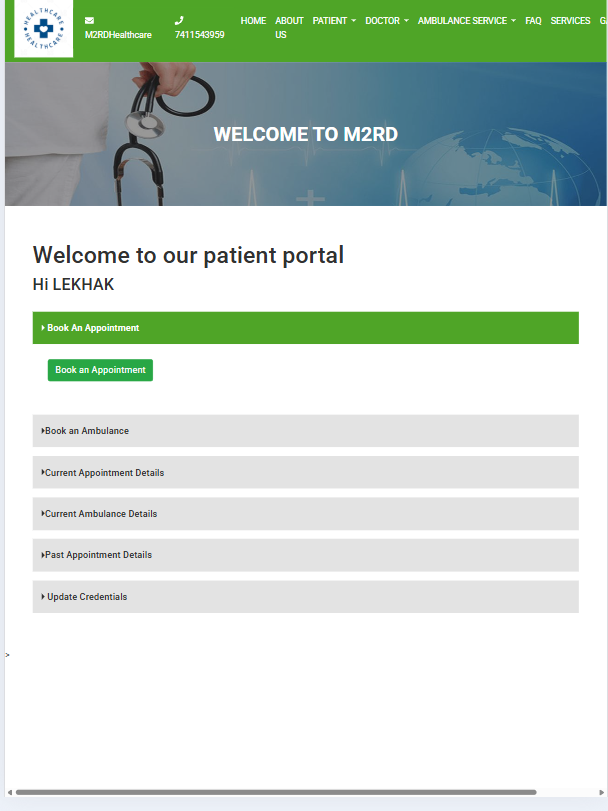 HEALTHCARE
HEALTHCARE
M2RDHealthcare
7411543959
HOME
ABOUT US
PATIENT
DOCTOR
AMBULANCE SERVICE
FAQ
SERVICES
WELCOME TO M2RD
Welcome to our patient portal
Hi LEKHAK
Book An Appointment
Book an Appointment
Book an Ambulance
Current Appointment Details
Current Ambulance Details
Past Appointment Details
Update Credentials
>